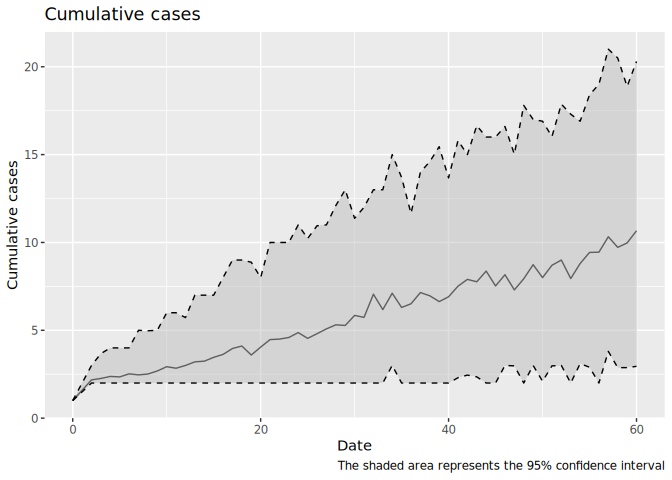 Cumulative cases
Cumulative cases
20
15
10
5
0
0 20 40 60
Date
The shaded area represents the 95% confidence interval